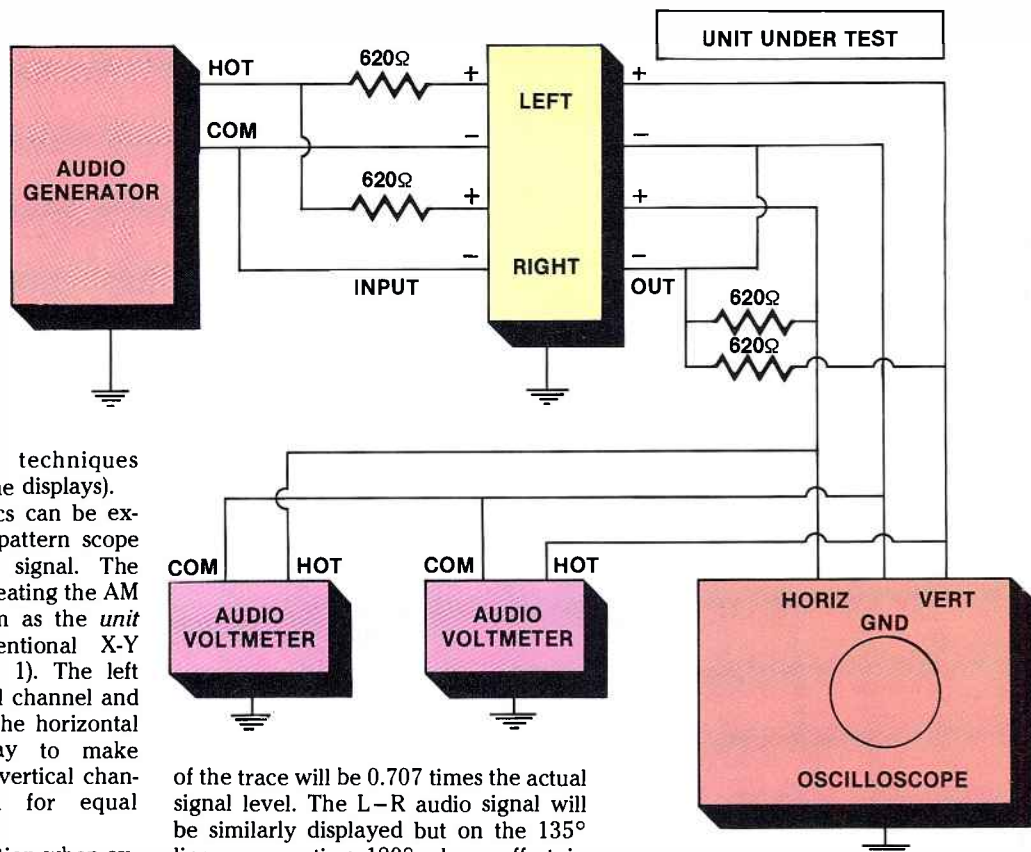 UNIT UNDER TEST
HOT
620Ω
+
+
LEFT
COM
−
−
AUDIO
GENERATOR
620Ω
+
+
−
−
RIGHT
INPUT
OUT
620Ω
620Ω
techniques
displays).
cs can be ex-
pattern scope
signal. The
eating the AM
as the unit
entional X-Y
1). The left
channel and
he horizontal
ay to make
vertical chan-
for equal
COM
HOT
AUDIO
VOLTMETER
COM
HOT
AUDIO
VOLTMETER
HORIZ
VERT
GND
OSCILLOSCOPE
of the trace will be 0.707 times the actual
signal level. The L−R audio signal will
be similarly displayed but on the 135°